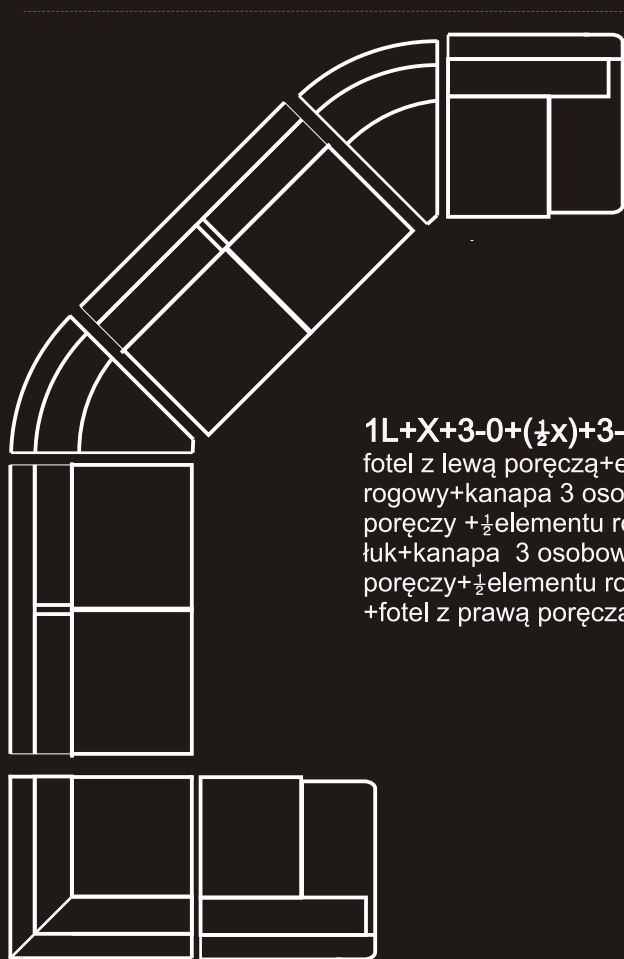 1L+X+3-0+(½x)+3-
fotel z lewą poręczą+e
rogowy+kanapa 3 oso
poręczy +½elementu ro
łuk+kanapa 3 osobow
poręczy+½elementu ro
+fotel z prawą poręczą